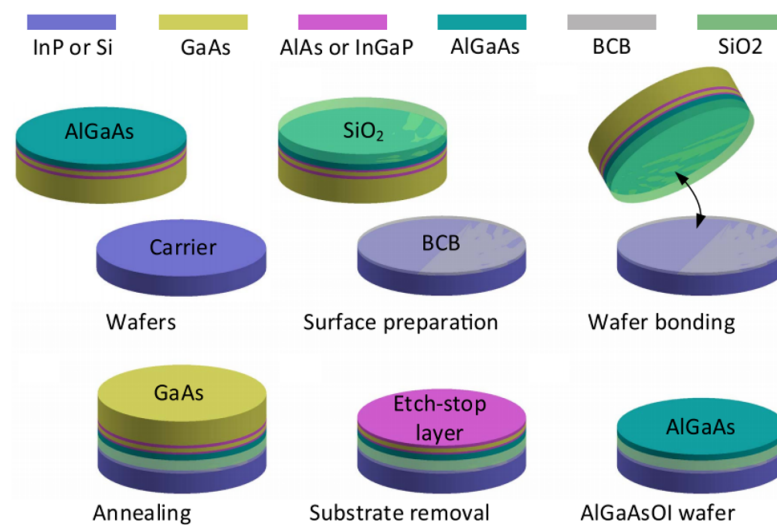 InP or Si
GaAs
AlAs or InGaP
AlGaAs
BCB
SiO2
AlGaAs
SiO₂
Carrier
BCB
Wafers
Surface preparation
Wafer bonding
GaAs
Etch-stop
layer
AlGaAs
Annealing
Substrate removal
AlGaAsOI wafer